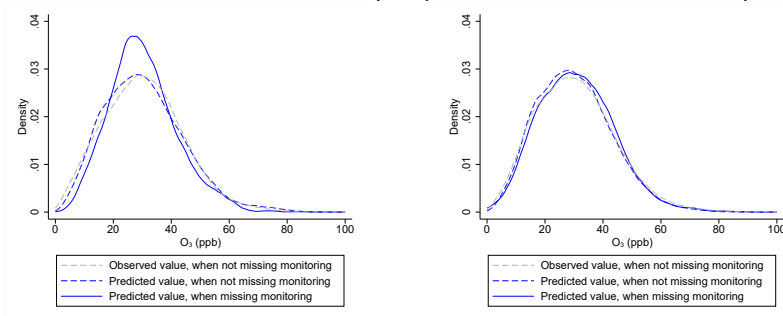 .04
.03
.02
.01
0
Density
0 20 40 60 80 100
O₃ (ppb)
Observed value, when not missing monitoring
Predicted value, when not missing monitoring
Predicted value, when missing monitoring
.04
.03
.02
.01
0
Density
0 20 40 60 80 100
O₃ (ppb)
Observed value, when not missing monitoring
Predicted value, when not missing monitoring
Predicted value, when missing monitoring